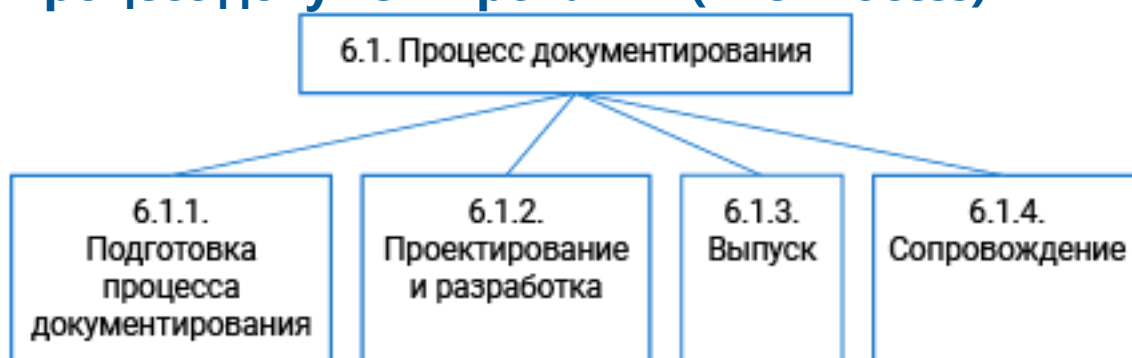 6.1. Процесс документирования
6.1.1.
Подготовка
процесса
документирования
6.1.2.
Проектирование
и разработка
6.1.3.
Выпуск
6.1.4.
Сопровождение